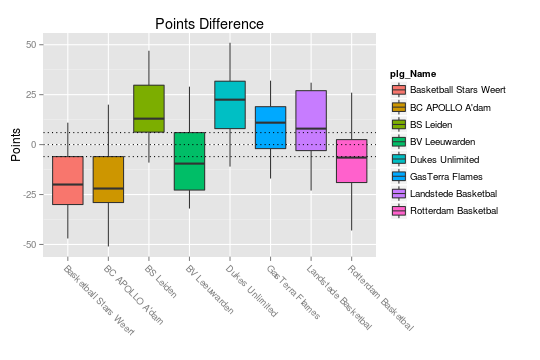 Points Difference
Points
50
25
0
-25
-50
Basketball Stars Weert
BC APOLLO A'dam
BS Leiden
BV Leeuwarden
Dukes Unlimited
GasTerra Flames
Landstede Basketbal
Rotterdam Basketbal
plg_Name
Basketball Stars Weert
BC APOLLO A'dam
BS Leiden
BV Leeuwarden
Dukes Unlimited
GasTerra Flames
Landstede Basketbal
Rotterdam Basketbal